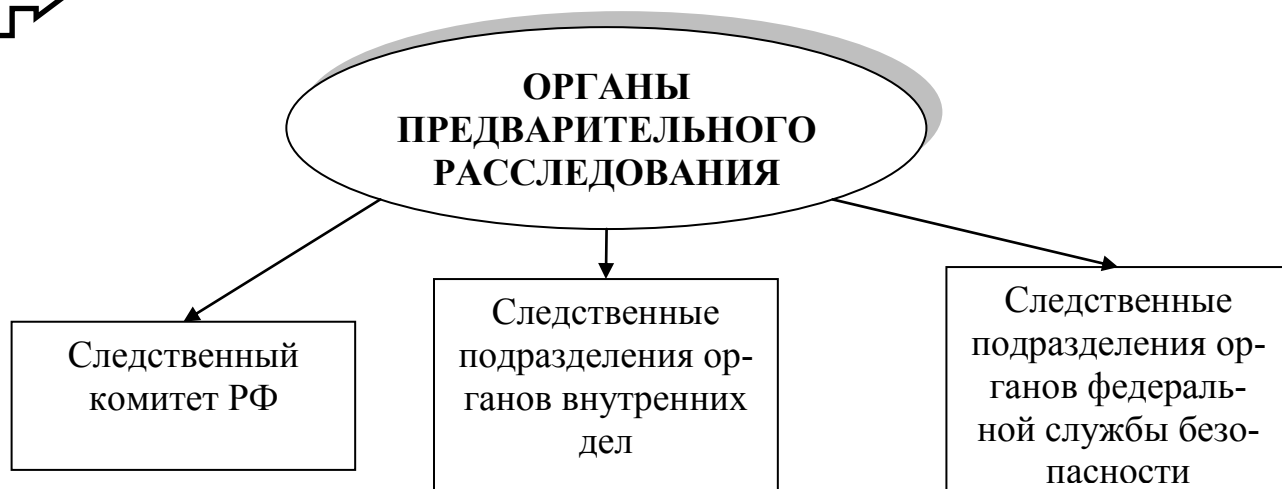 ОРГАНЫ
ПРЕДВАРИТЕЛЬНОГО
РАССЛЕДОВАНИЯ
Следственный
комитет РФ
Следственные
подразделения ор-
ганов внутренних
дел
Следственные
подразделения ор-
ганов федераль-
ной службы безо-
пасности